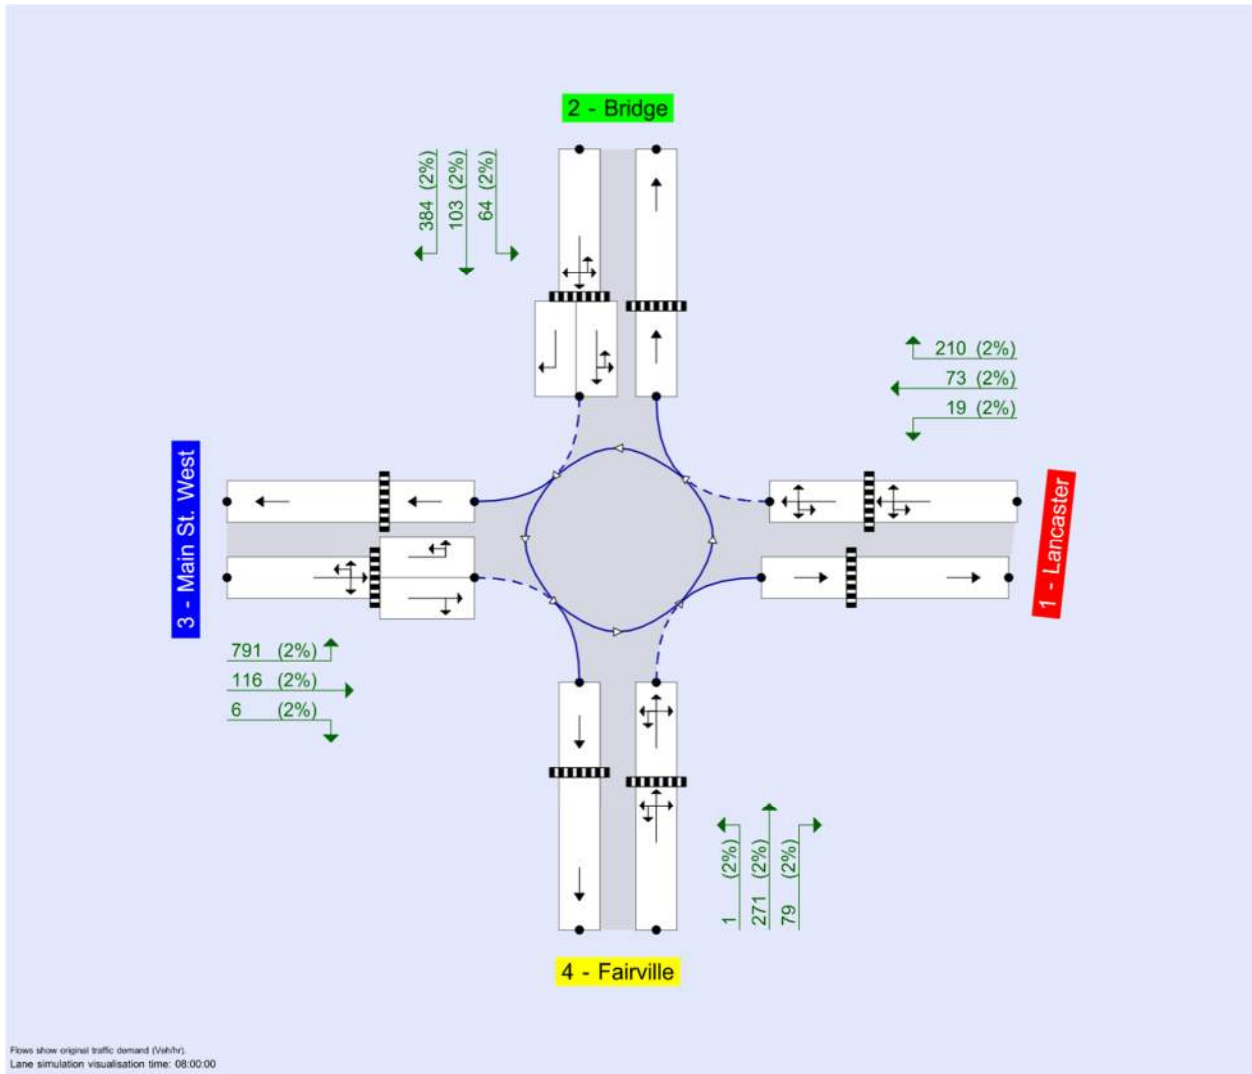 2 - Bridge
384 (2%)
103 (2%)
64 (2%)
210 (2%)
73 (2%)
19 (2%)
3 - Main St. West
1 - Lancaster
791 (2%)
116 (2%)
6 (2%)
1 (2%)
271 (2%)
79 (2%)
4 - Fairville
Flows show original traffic demand (Veh/hr).
Lane simulation visualisation time: 08:00:00